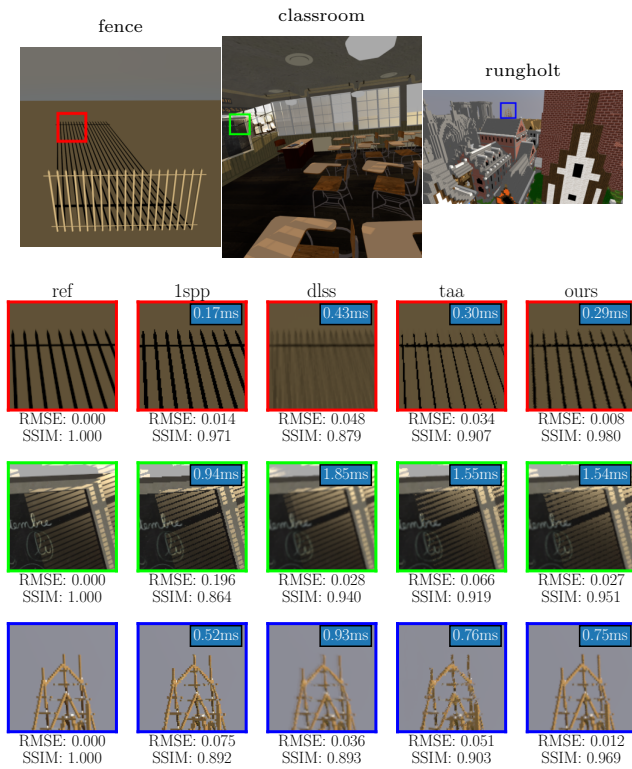 fence
classroom
rungholt
ref 1spp dlss taa ours
0.17ms 0.43ms 0.30ms 0.29ms
RMSE: 0.000 RMSE: 0.014 RMSE: 0.048 RMSE: 0.034 RMSE: 0.008
SSIM: 1.000 SSIM: 0.971 SSIM: 0.879 SSIM: 0.907 SSIM: 0.980
0.94ms 1.85ms 1.55ms 1.54ms
RMSE: 0.000 RMSE: 0.196 RMSE: 0.028 RMSE: 0.066 RMSE: 0.027
SSIM: 1.000 SSIM: 0.864 SSIM: 0.940 SSIM: 0.919 SSIM: 0.951
0.52ms 0.93ms 0.76ms 0.75ms
RMSE: 0.000 RMSE: 0.075 RMSE: 0.036 RMSE: 0.051 RMSE: 0.012
SSIM: 1.000 SSIM: 0.892 SSIM: 0.893 SSIM: 0.903 SSIM: 0.969